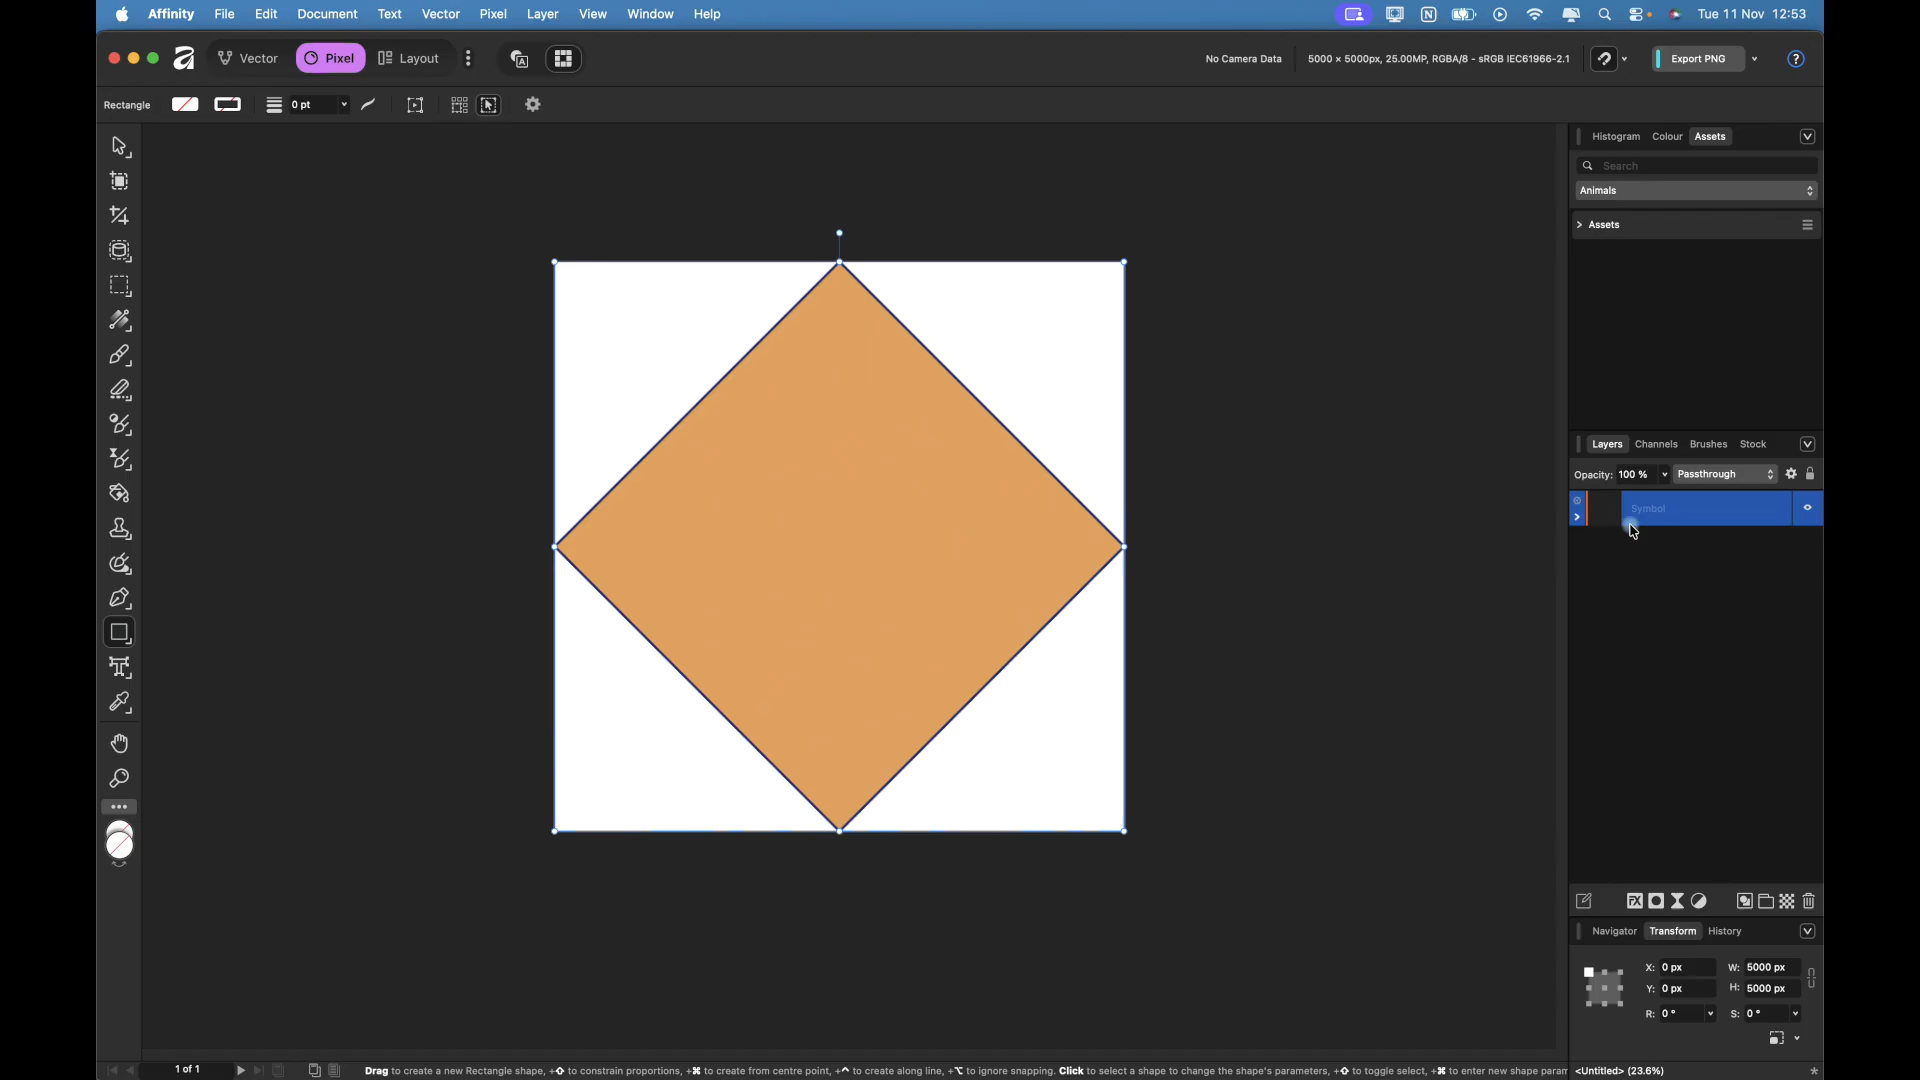 Affinity File Edit Document Text Vector Pixel Layer View Window Help Tue 11 Nov 12:53
Vector Pixel Layout No Camera Data 5000 × 5000px, 25.00MP, RGBA/8 - sRGB IEC61966-2.1 Export PNG ?
Rectangle 0 pt
Histogram Colour Assets
Search
Animals
Assets
Layers Channels Brushes Stock
Opacity: 100 % Passthrough
Symbol
FX
Navigator Transform History
X: 0 px W: 5000 px
Y: 0 px H: 5000 px
R: 0 ° S: 0 °
1 of 1 Drag to create a new Rectangle shape, +⇧ to constrain proportions, +⌘ to create from centre point, +^ to create along line, +⌥ to ignore snapping. Click to select a shape to change the shape's parameters, +⇧ to toggle select, +⌘ to enter new shape param <Untitled> (23.6%) *